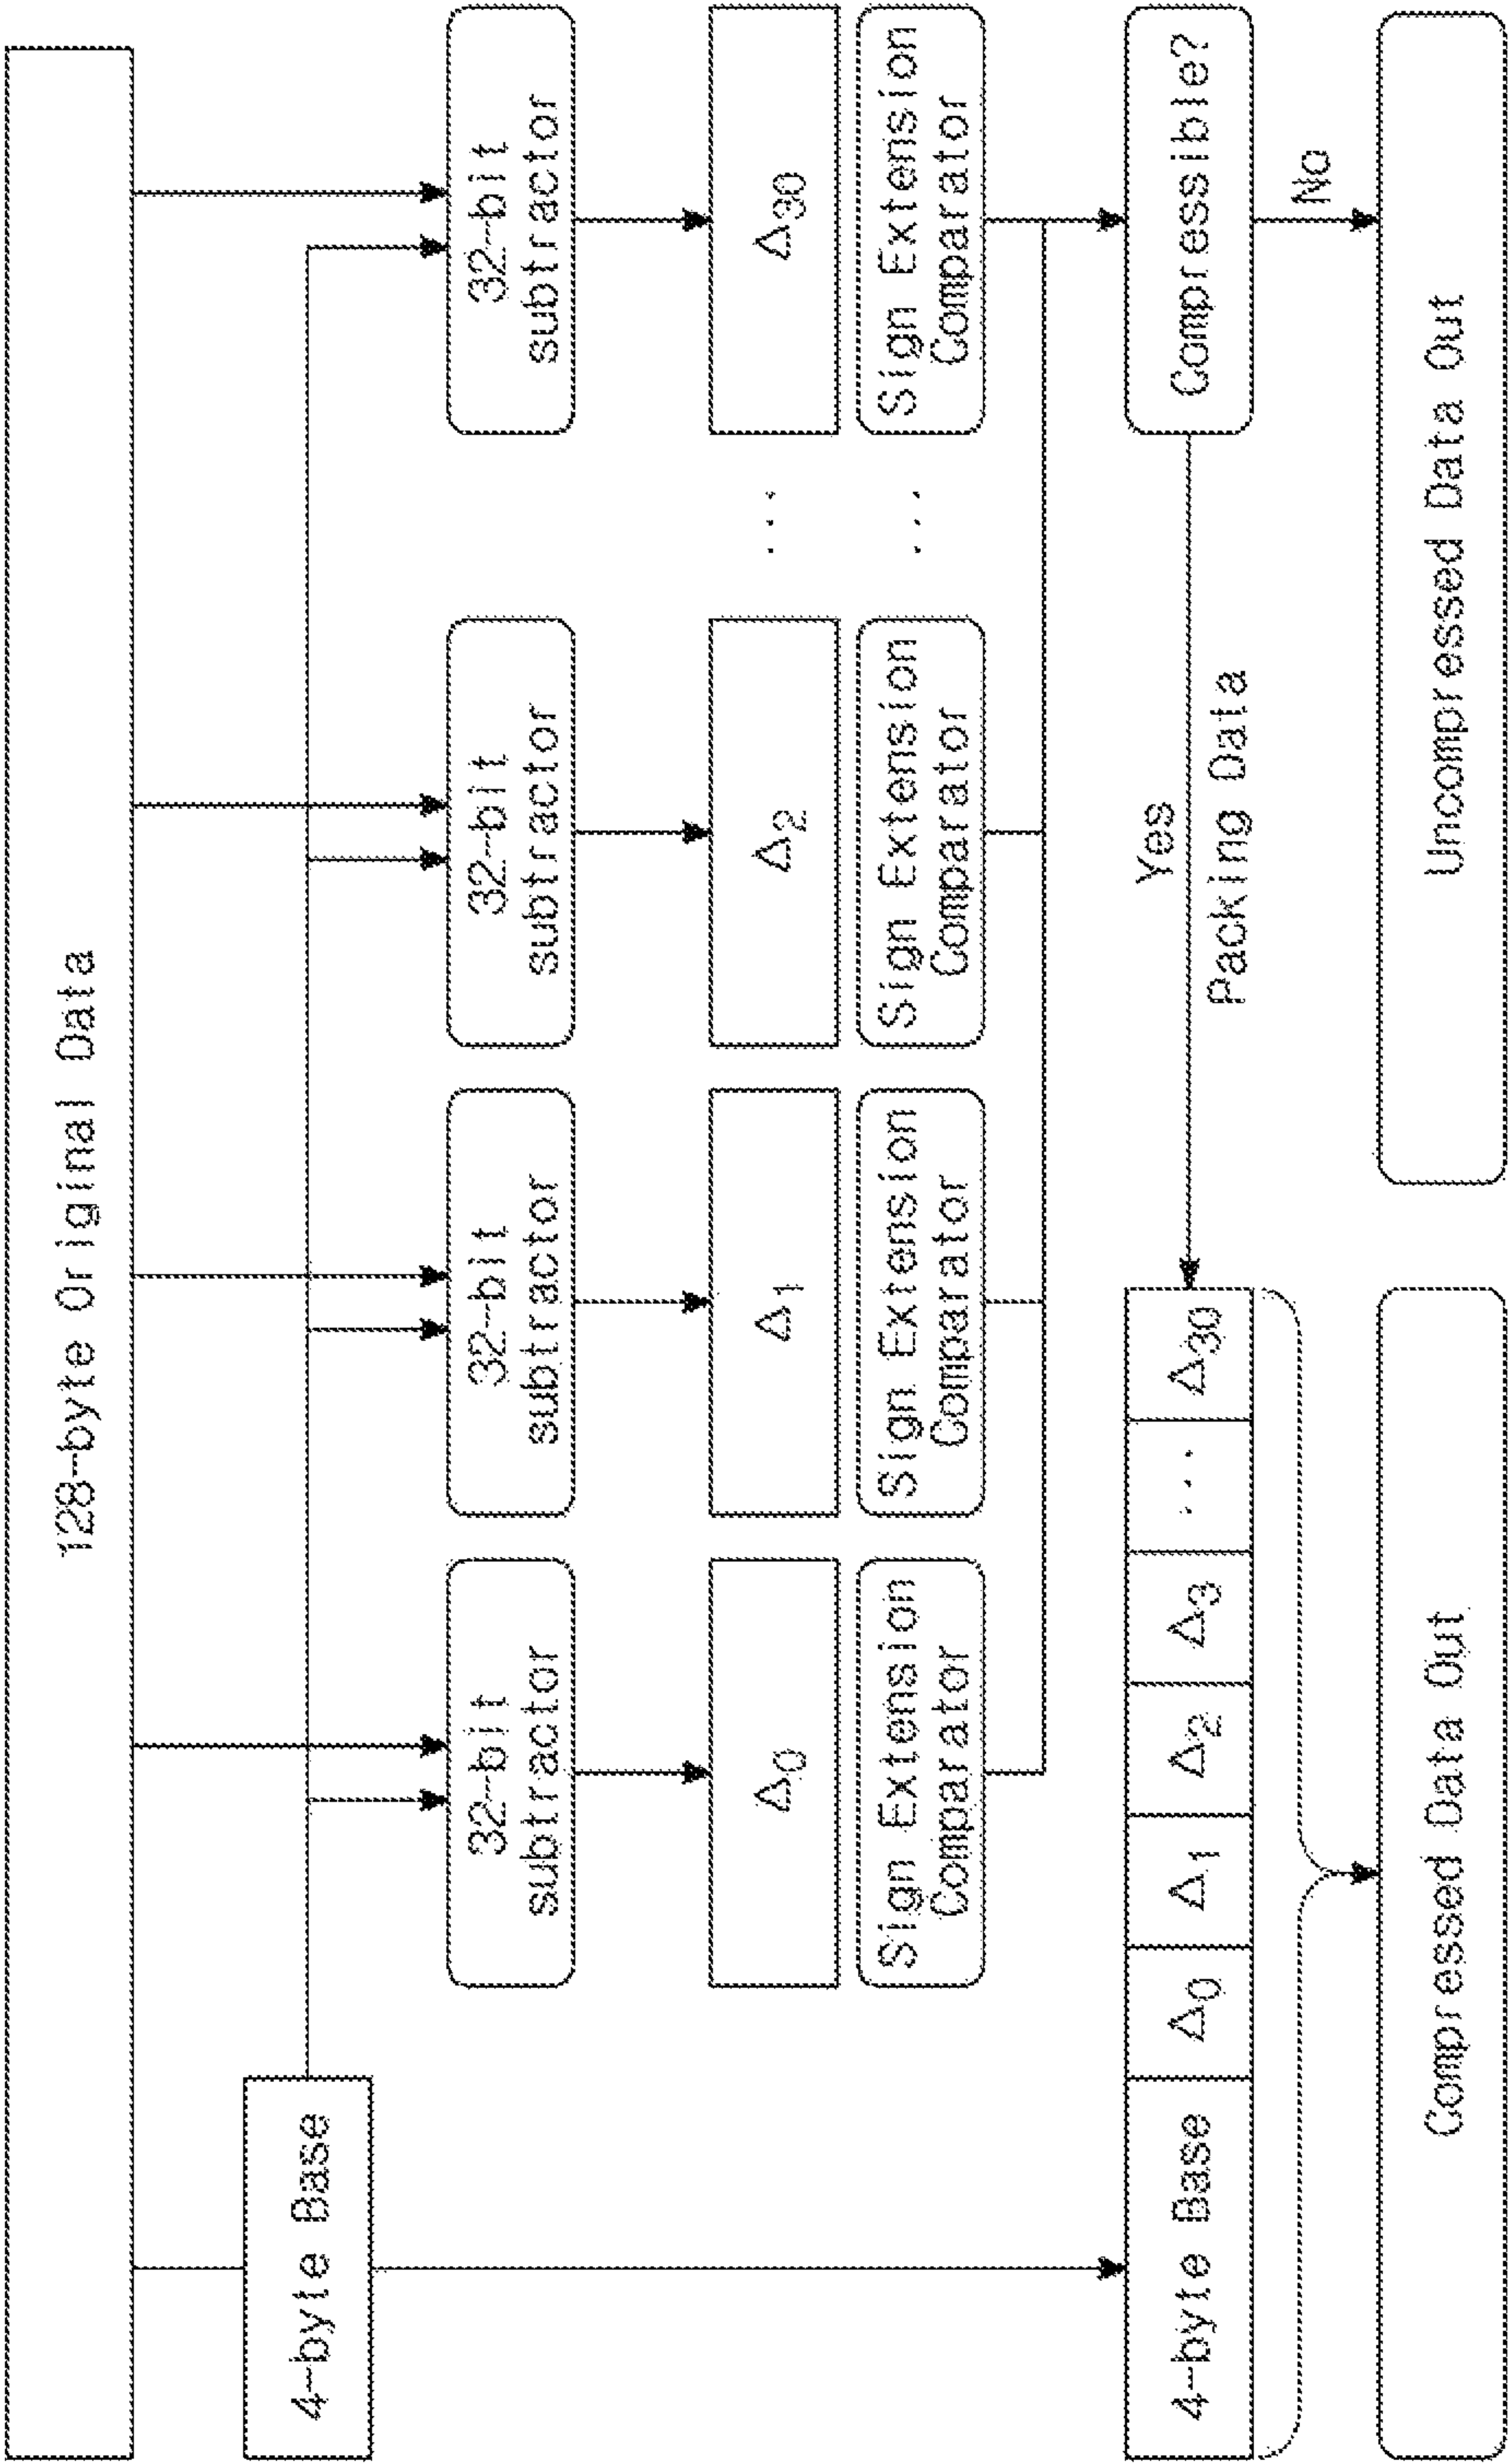 128-byte Original Data
4-byte Base
32-bit
subtractor
32-bit
subtractor
32-bit
subtractor
32-bit
subtractor
Δ0
Δ1
Δ2
...
Δ30
Sign Extension
Comparator
Sign Extension
Comparator
Sign Extension
Comparator
...
Sign Extension
Comparator
4-byte Base
Δ0
Δ1
Δ2
Δ3
...
Δ30
Yes
Packing Data
Compressible?
No
Compressed Data Out
Uncompressed Data Out